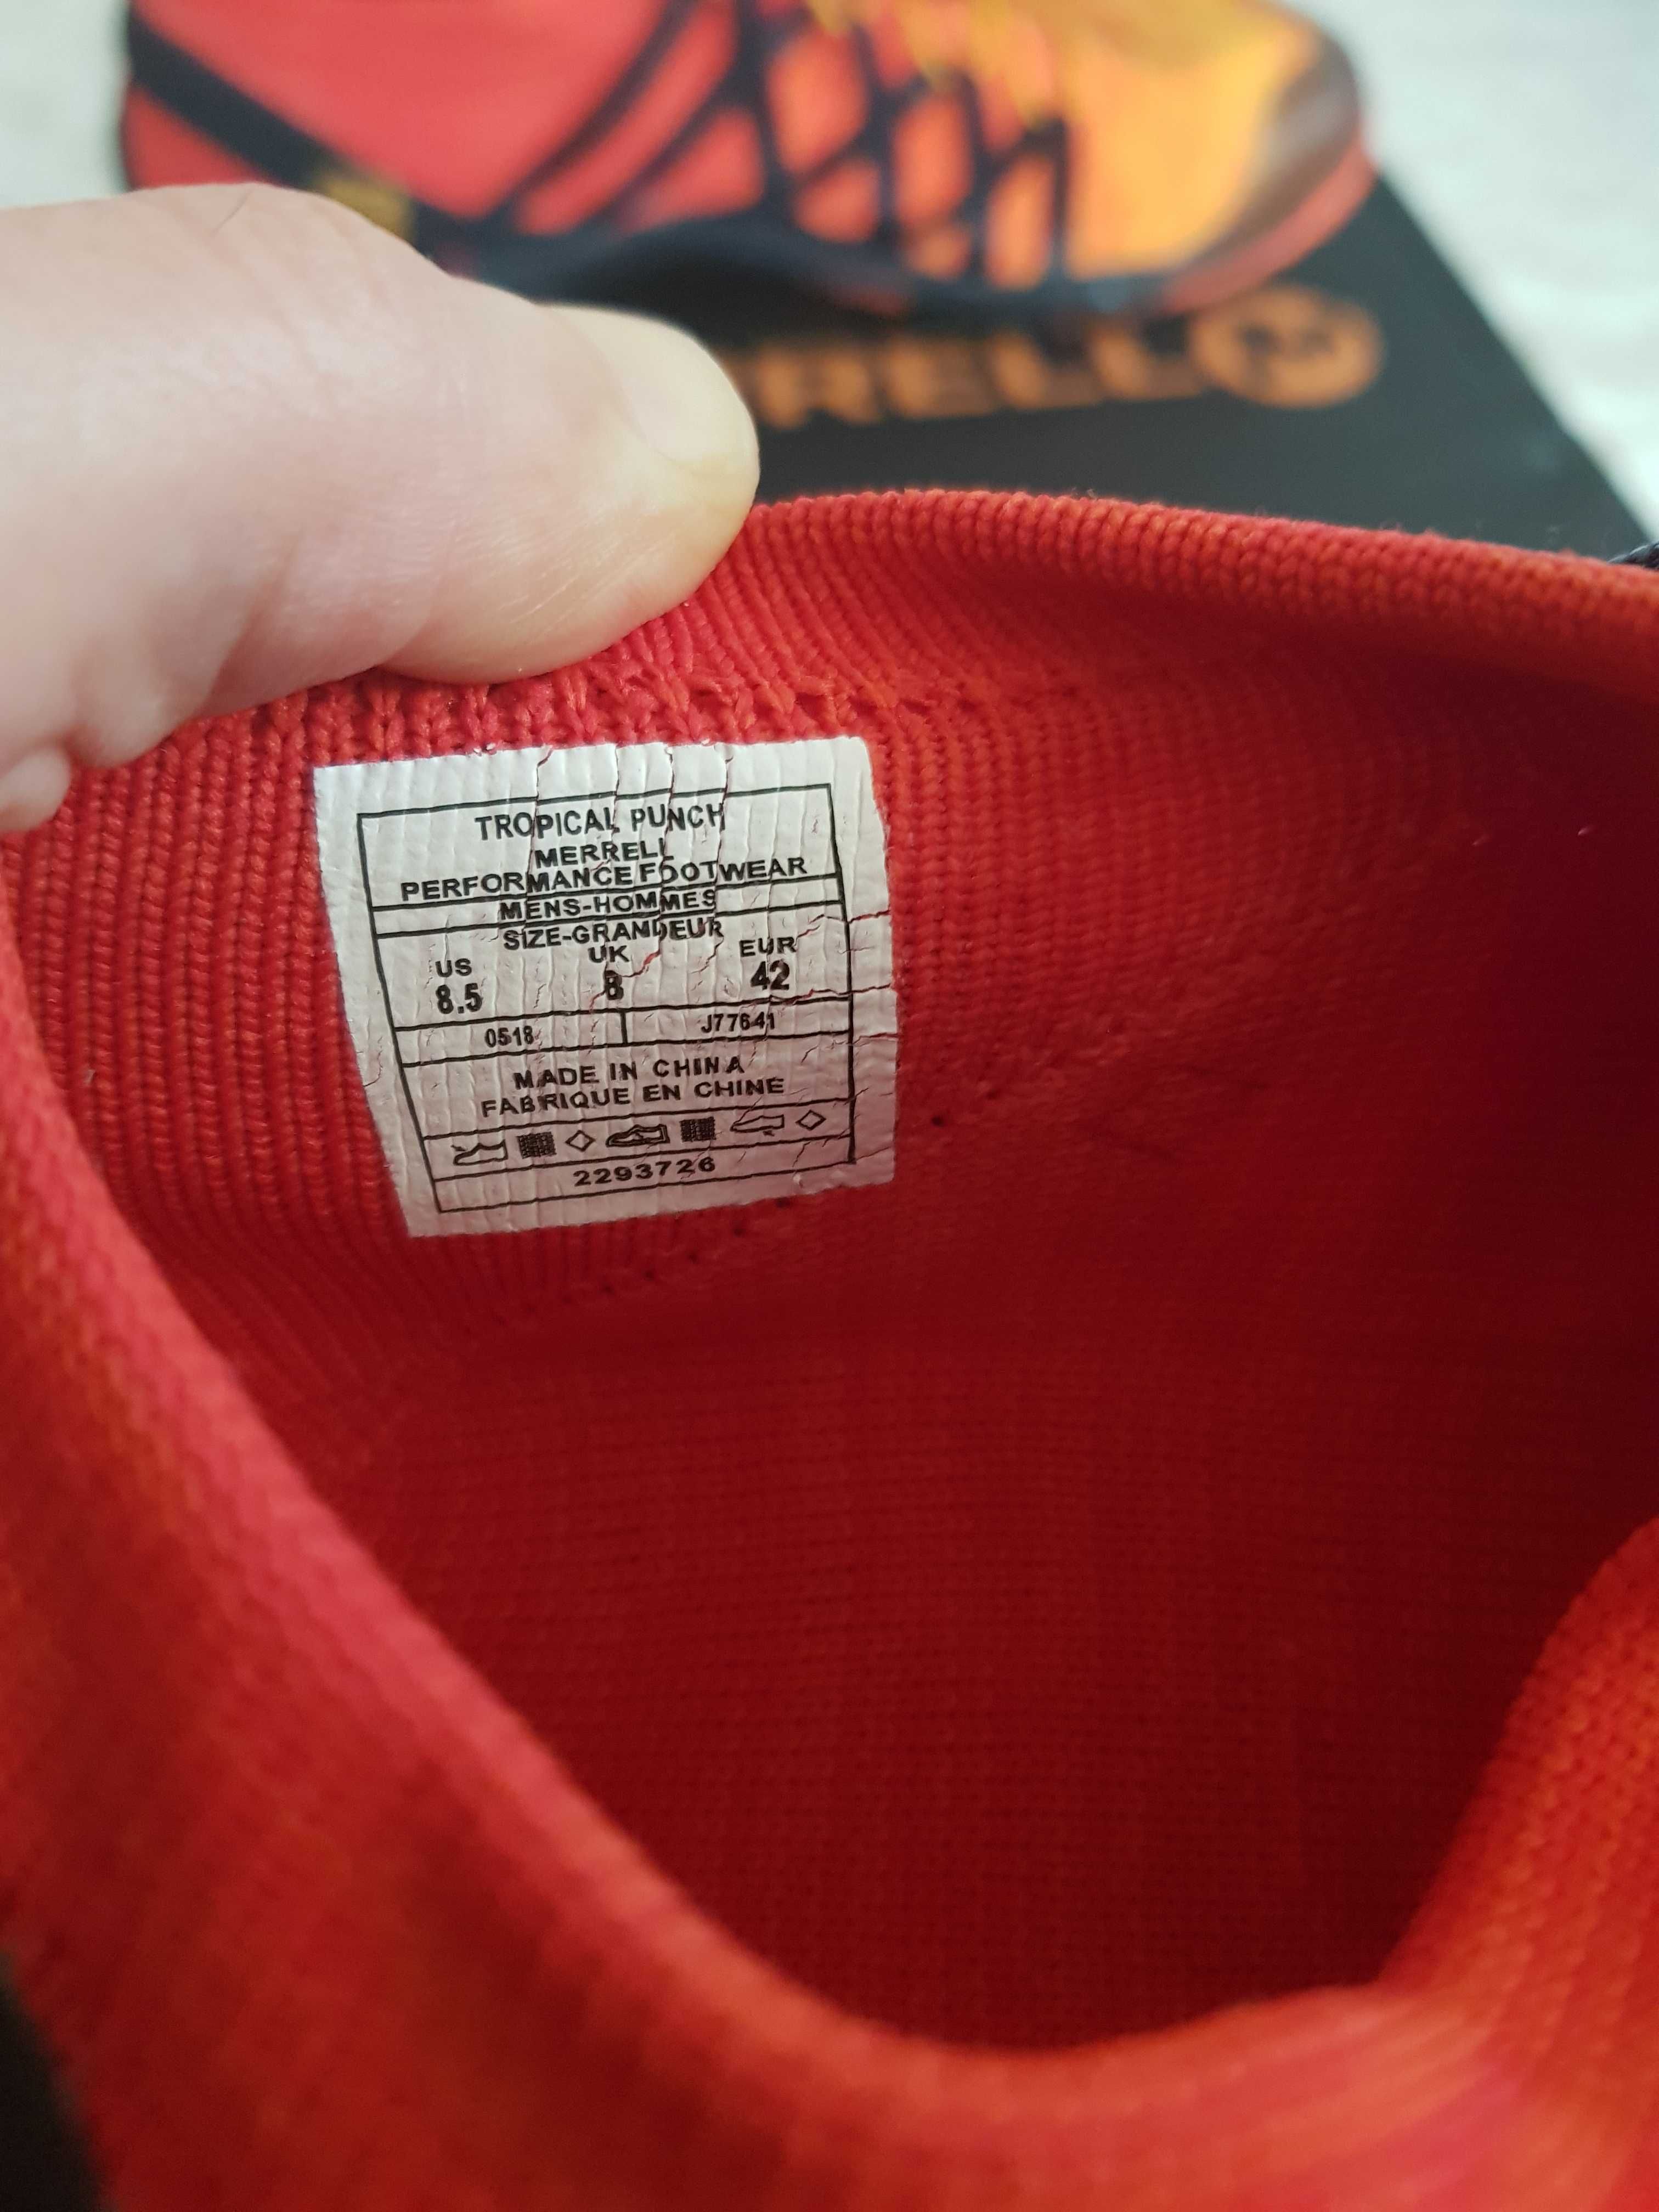 RELL
TROPICAL PUNCH
MERRELL
PERFORMANCE FOOTWEAR
MENS-HOMMES
SIZE-GRANDEUR
US UK EUR
8.5 8 42
0518 J77641
MADE IN CHINA
FABRIQUE EN CHINE
2293726